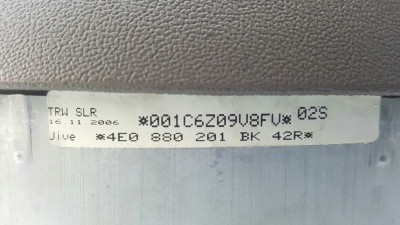 TRW SLR
16.11.2006 *001C6Z09V8FV* 02S
Jive *4E0 880 201 BK 42R*